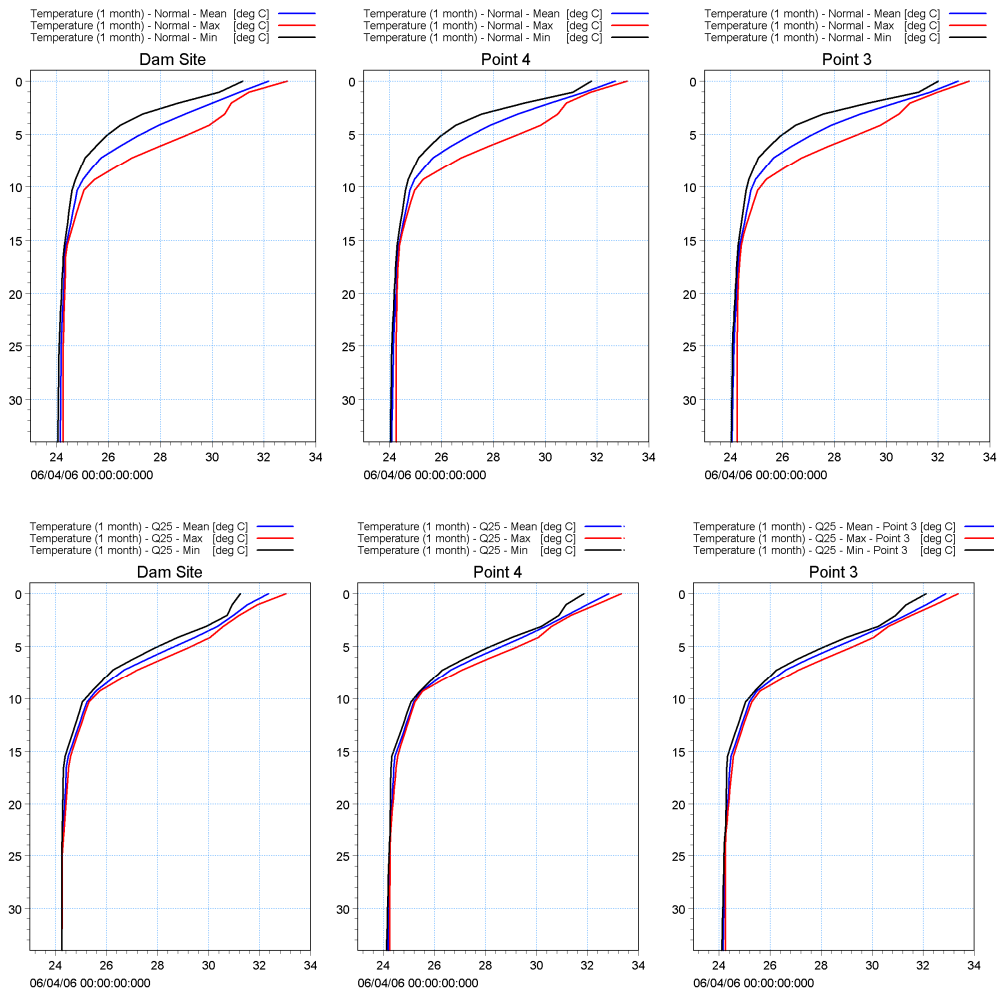 Temperature (1 month) - Normal - Mean [deg C]
Temperature (1 month) - Normal - Max [deg C]
Temperature (1 month) - Normal - Min [deg C]
Dam Site
0
5
10
15
20
25
30
24 26 28 30 32 34
06/04/06 00:00:00:000
Temperature (1 month) - Normal - Mean [deg C]
Temperature (1 month) - Normal - Max [deg C]
Temperature (1 month) - Normal - Min [deg C]
Point 4
0
5
10
15
20
25
30
24 26 28 30 32 34
06/04/06 00:00:00:000
Temperature (1 month) - Normal - Mean [deg C]
Temperature (1 month) - Normal - Max [deg C]
Temperature (1 month) - Normal - Min [deg C]
Point 3
0
5
10
15
20
25
30
24 26 28 30 32 34
06/04/06 00:00:00:000
Temperature (1 month) - Q25 - Mean [deg C]
Temperature (1 month) - Q25 - Max [deg C]
Temperature (1 month) - Q25 - Min [deg C]
Dam Site
0
5
10
15
20
25
30
24 26 28 30 32 34
06/04/06 00:00:00:000
Temperature (1 month) - Q25 - Mean [deg C]
Temperature (1 month) - Q25 - Max [deg C]
Temperature (1 month) - Q25 - Min [deg C]
Point 4
0
5
10
15
20
25
30
24 26 28 30 32 34
06/04/06 00:00:00:000
Temperature (1 month) - Q25 - Mean - Point 3 [deg C]
Temperature (1 month) - Q25 - Max - Point 3 [deg C]
Temperature (1 month) - Q25 - Min - Point 3 [deg C]
Point 3
0
5
10
15
20
25
30
24 26 28 30 32 34
06/04/06 00:00:00:000